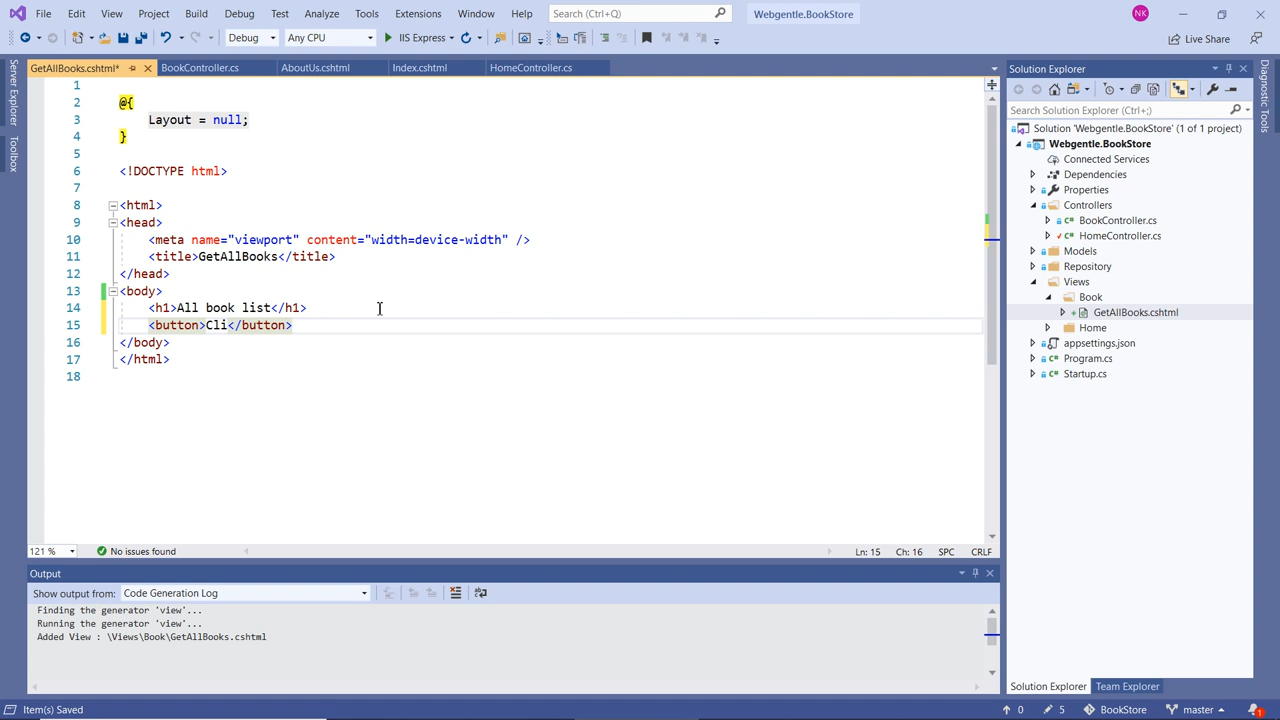 File Edit View Project Build Debug Test Analyze Tools Extensions Window Help Search (Ctrl+Q) Webgentle.BookStore NK
Debug Any CPU IIS Express Live Share
GetAllBooks.cshtml* BookController.cs AboutUs.cshtml Index.cshtml HomeController.cs
Server Explorer
Toolbox
1
2 @{
3 Layout = null;
4 }
5
6 <!DOCTYPE html>
7
8 <html>
9 <head>
10 <meta name="viewport" content="width=device-width" />
11 <title>GetAllBooks</title>
12 </head>
13 <body>
14 <h1>All book list</h1>
15 <button>Cli</button>
16 </body>
17 </html>
18
121 % No issues found Ln: 15 Ch: 16 SPC CRLF
Output
Show output from: Code Generation Log
Finding the generator 'view'...
Running the generator 'view'...
Added View : \Views\Book\GetAllBooks.cshtml
Solution Explorer
Search Solution Explorer (Ctrl+;)
Solution 'Webgentle.BookStore' (1 of 1 project)
Webgentle.BookStore
Connected Services
Dependencies
Properties
Controllers
C# BookController.cs
C# HomeController.cs
Models
Repository
Views
Book
GetAllBooks.cshtml
Home
appsettings.json
C# Program.cs
C# Startup.cs
Solution Explorer Team Explorer
Diagnostic Tools
Item(s) Saved 0 5 BookStore master 1